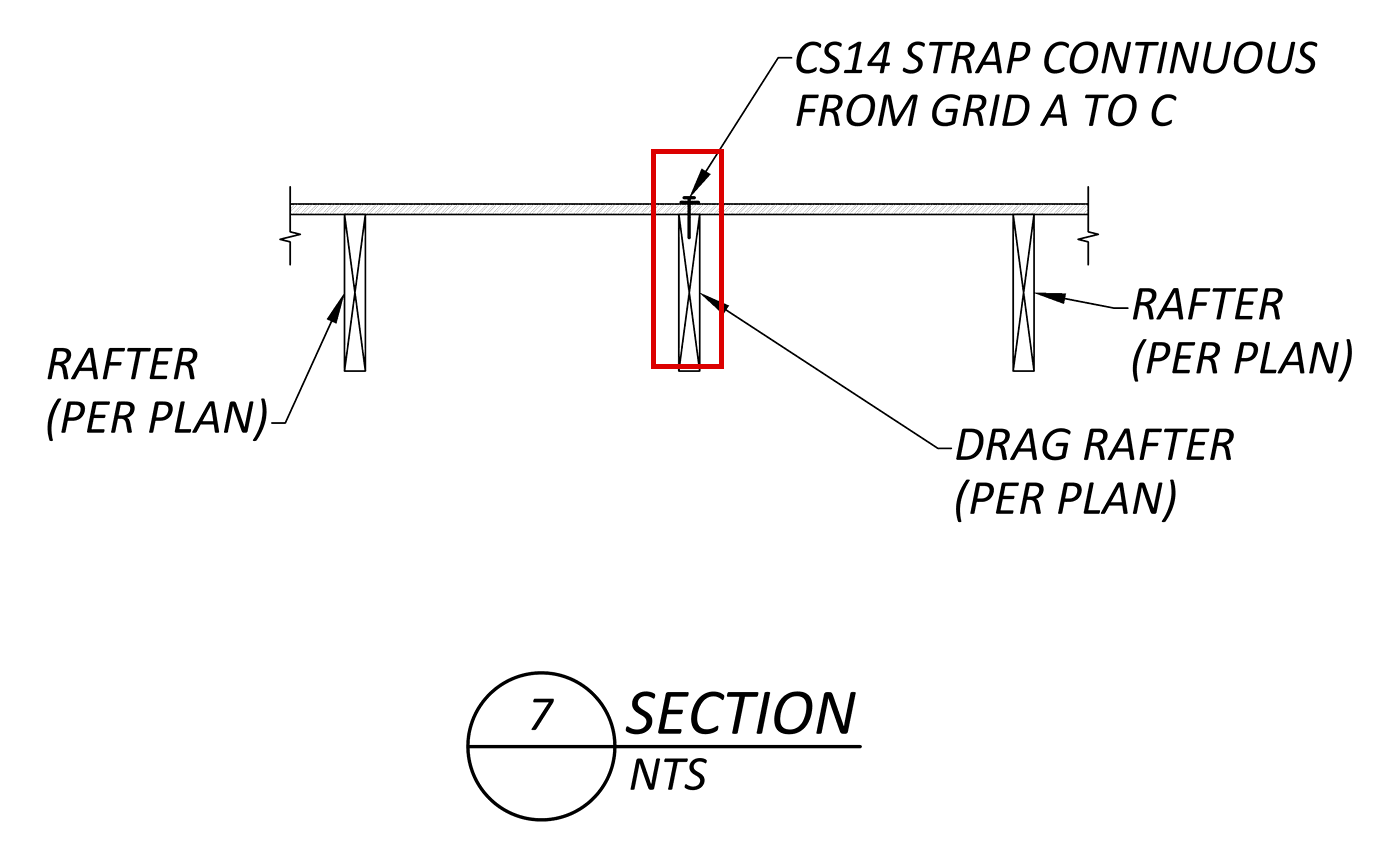 CS14 STRAP CONTINUOUS
FROM GRID A TO C
RAFTER
(PER PLAN)
RAFTER
(PER PLAN)
DRAG RAFTER
(PER PLAN)
7
SECTION
NTS